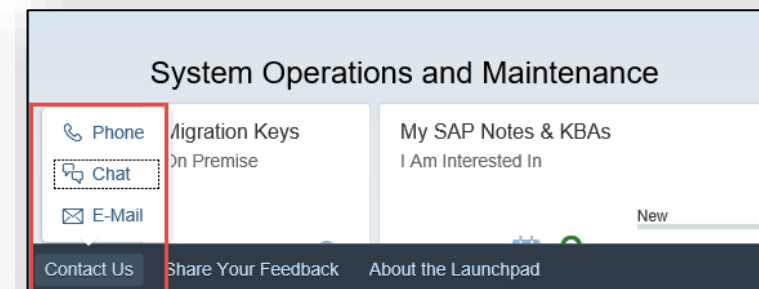 System Operations and Maintenance
Phone
Chat
E-Mail
Migration Keys
On Premise
My SAP Notes & KBAs
I Am Interested In
New
Contact Us
Share Your Feedback
About the Launchpad